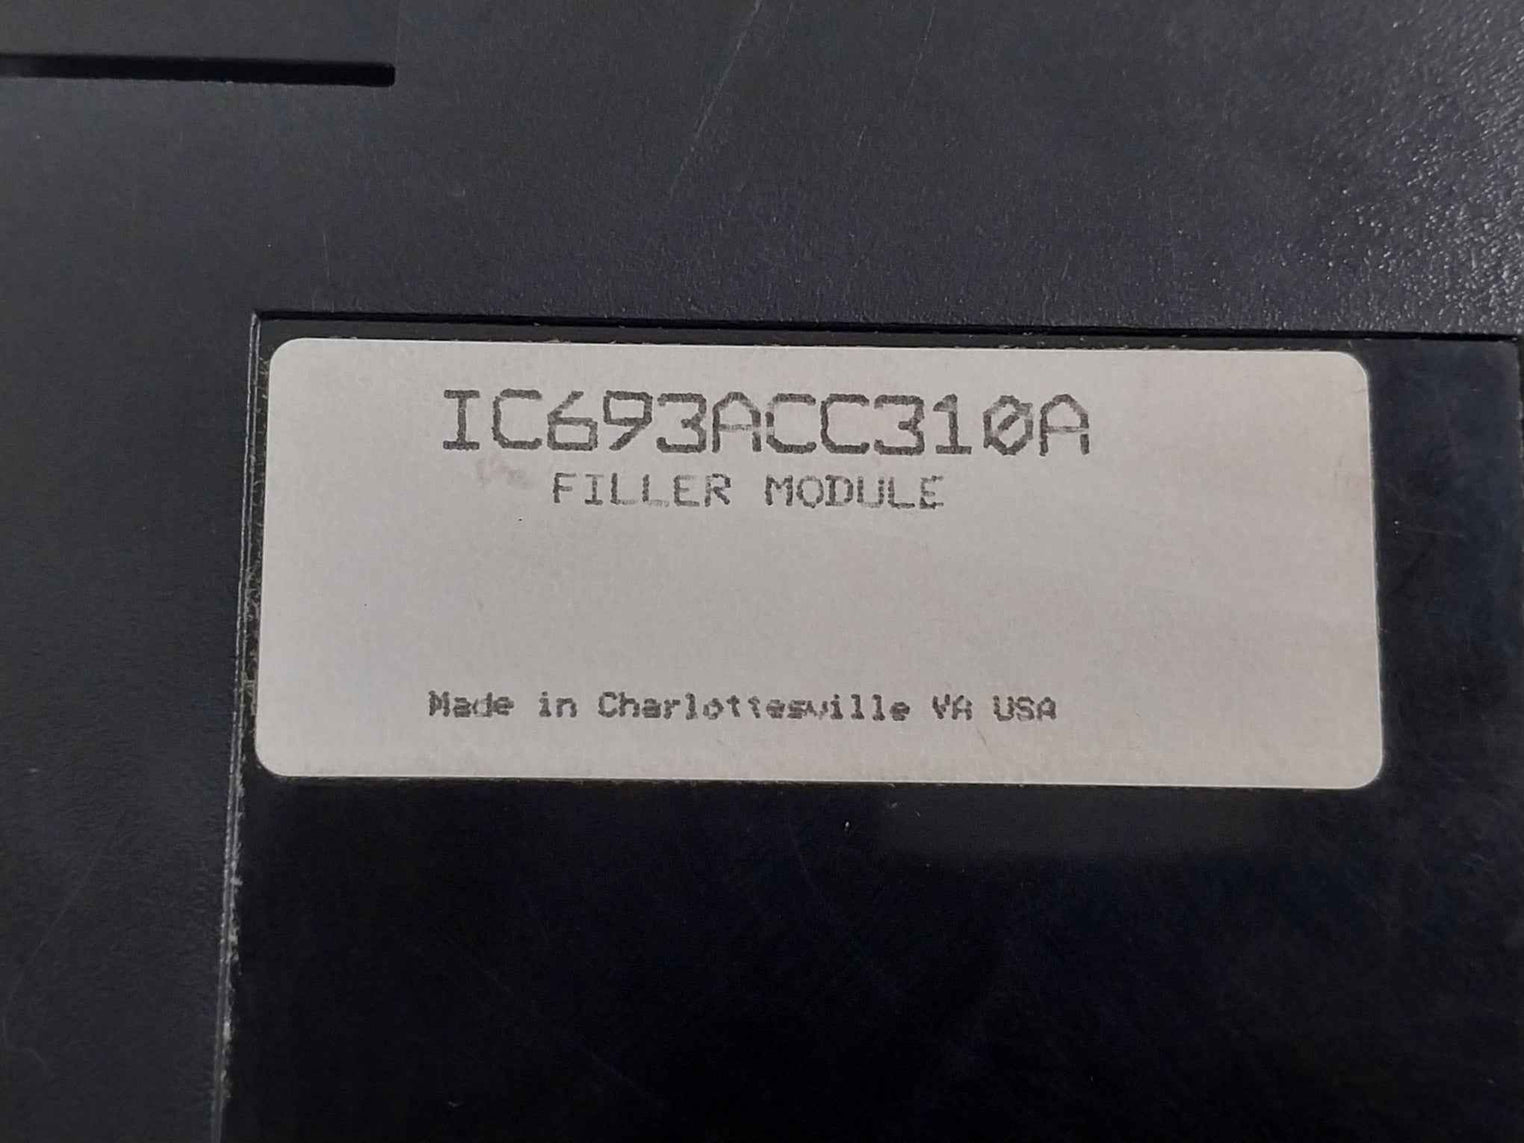 IC693ACC310A
FILLER MODULE
Made in Charlottesville VA USA